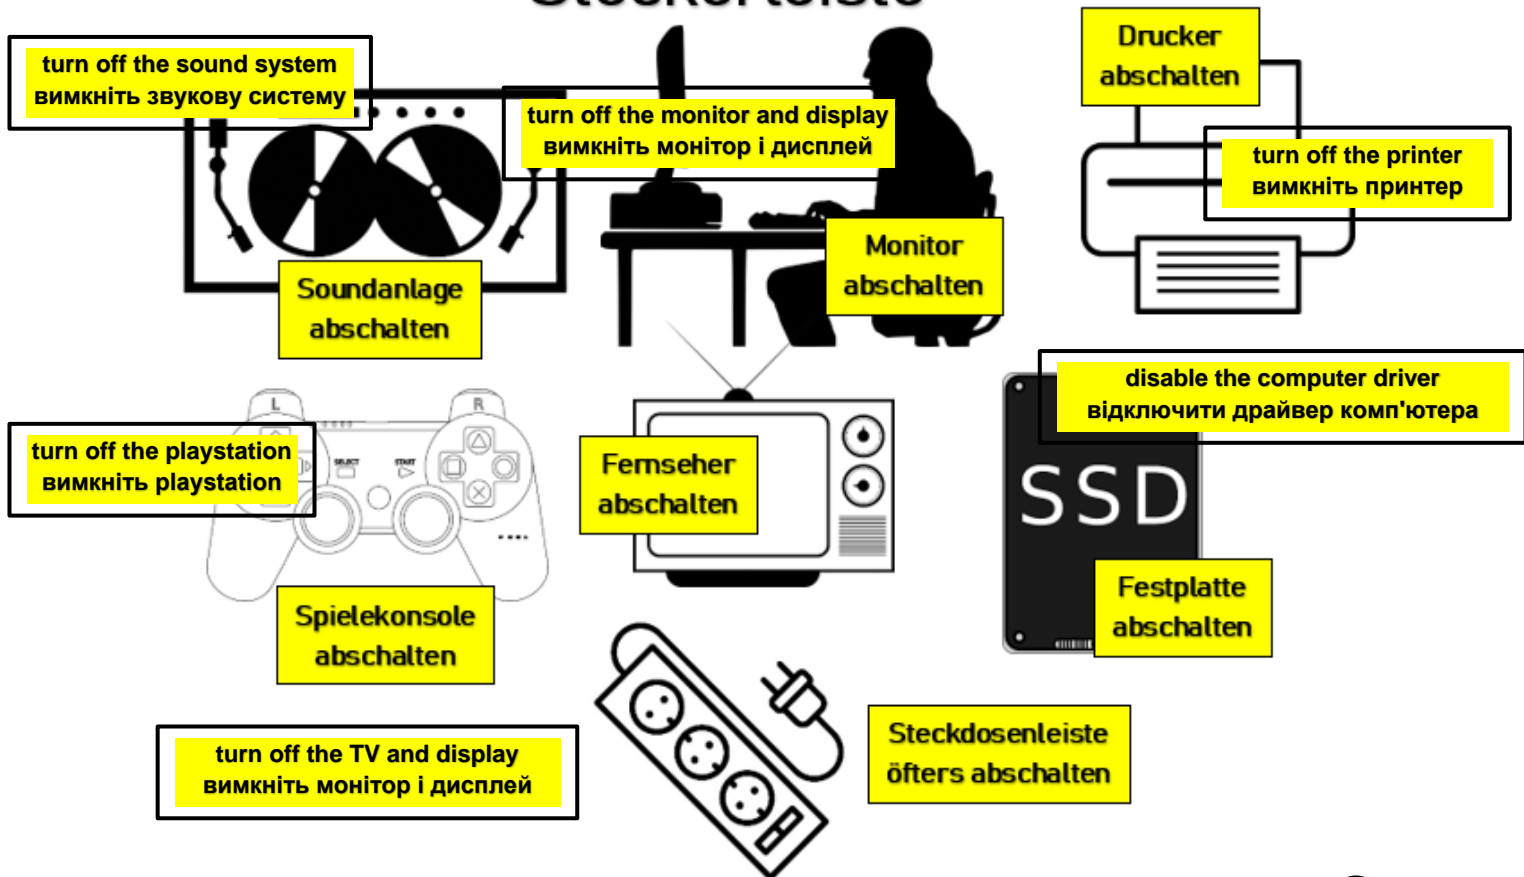 Steckerleiste
turn off the sound system
вимкніть звукову систему
turn off the monitor and display
вимкніть монітор і дисплей
Drucker
abschalten
turn off the printer
вимкніть принтер
Monitor
abschalten
Soundanlage
abschalten
disable the computer driver
відключити драйвер комп'ютера
L
R
turn off the playstation
вимкніть playstation
SELECT
START
Fernseher
abschalten
SSD
Festplatte
abschalten
Spielekonsole
abschalten
turn off the TV and display
вимкніть монітор і дисплей
Steckdosenleiste
öfters abschalten